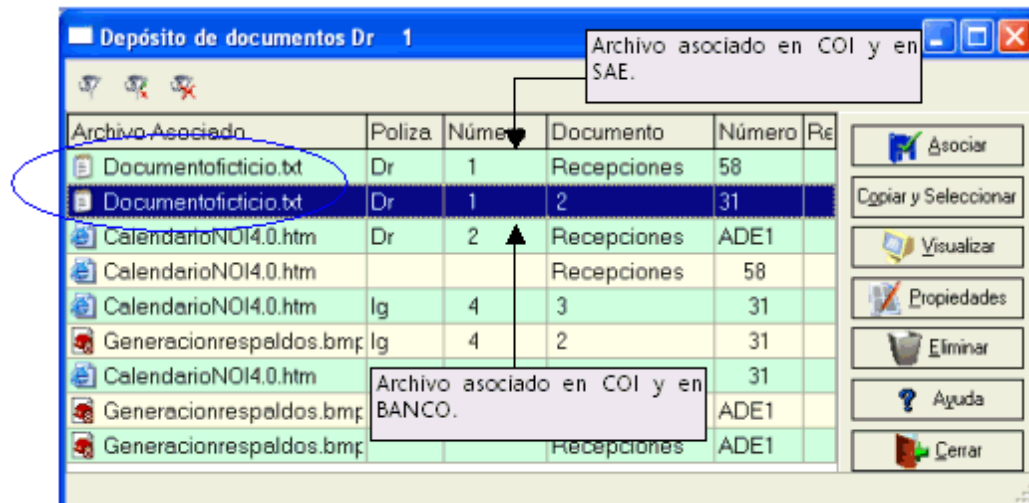 Depósito de documentos Dr 1
Archivo asociado en COI y en
SAE.
Archivo Asociado Poliza Número Documento Número Re
Documentoficticio.txt Dr 1 Recepciones 58
Documentoficticio.txt Dr 1 2 31
CalendarioNOI4.0.htm Dr 2 Recepciones ADE1
CalendarioNOI4.0.htm Recepciones 58
CalendarioNOI4.0.htm Ig 4 3 31
Generacionrespaldos.bmp Ig 4 2 31
CalendarioNOI4.0.htm 31
Generacionrespaldos.bmp ADE1
Generacionrespaldos.bmp Recepciones ADE1
Archivo asociado en COI y en
BANCO.
Asociar
Copiar y Seleccionar
Visualizar
Propiedades
Eliminar
Ayuda
Cerrar